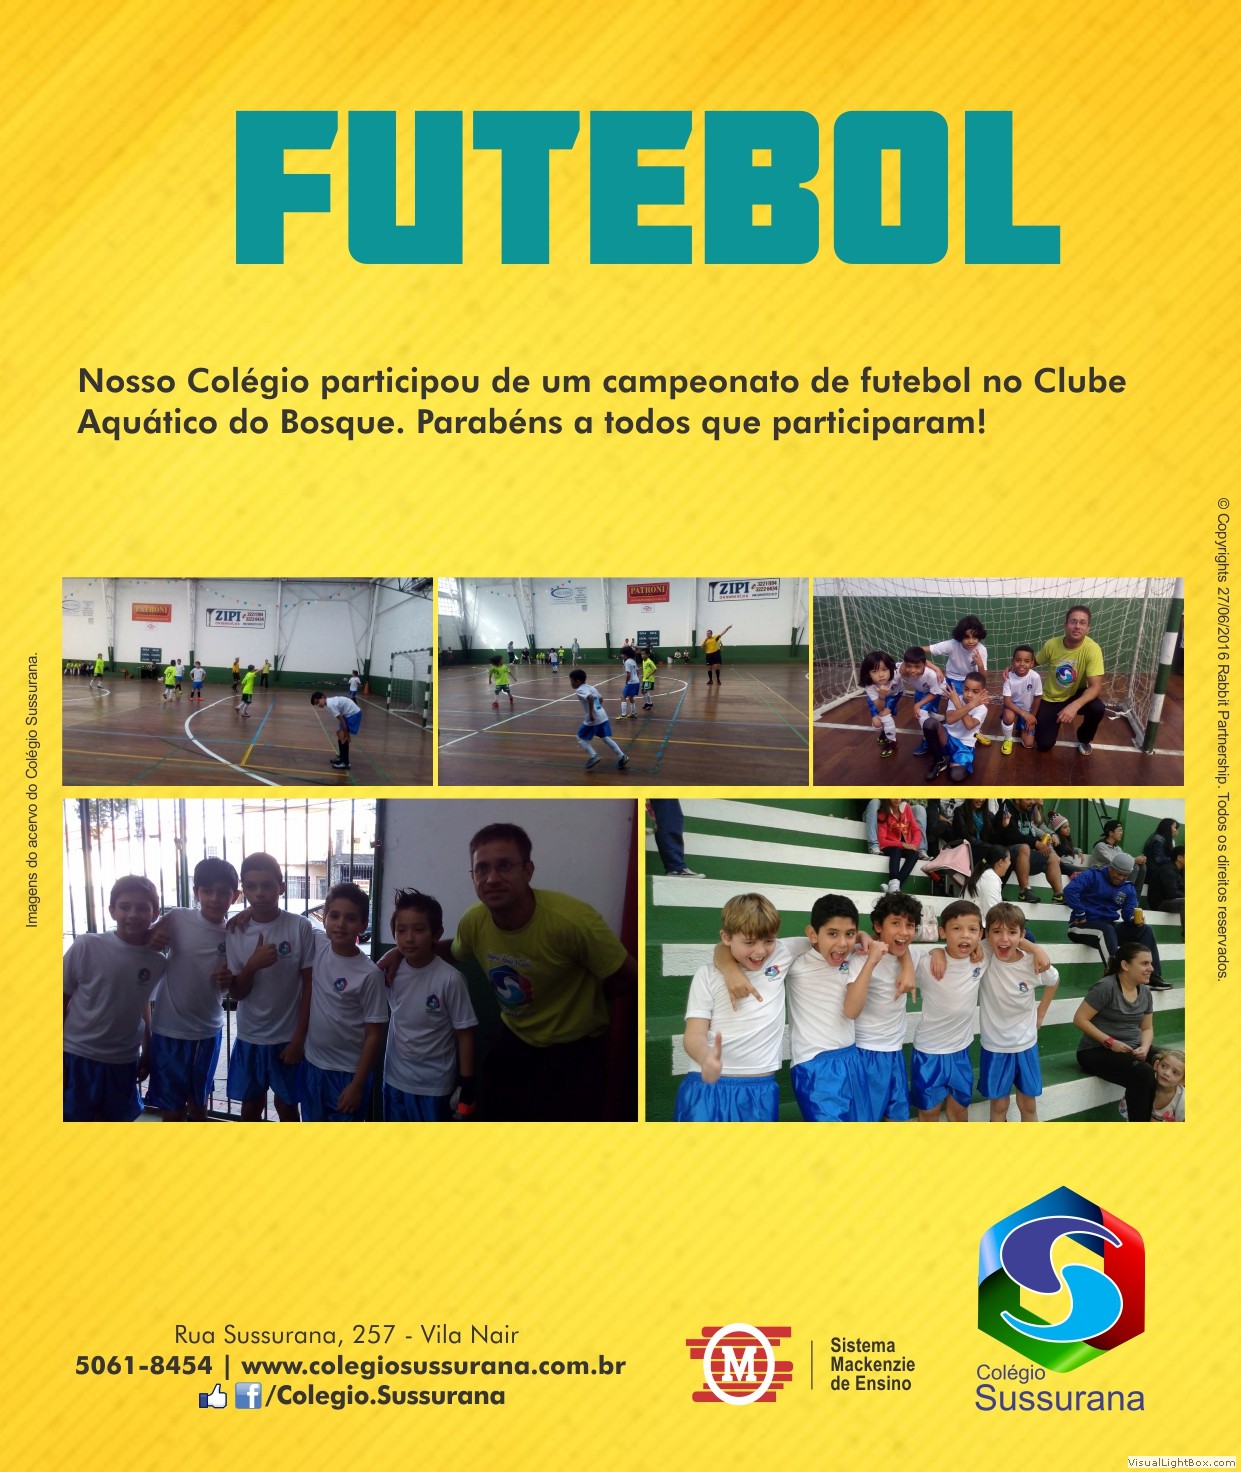 FUTEBOL
Nosso Colégio participou de um campeonato de futebol no Clube
Aquático do Bosque. Parabéns a todos que participaram!
© Copyrights 27/06/2016 Rabbit Partnership. Todos os direitos reservados.
Imagens do acervo do Colégio Sussurana.
PATRONI
ZIPI
PATRONI
ZIPI
Rua Sussurana, 257 - Vila Nair
5061-8454 | www.colegiosussurana.com.br
f /Colegio.Sussurana
M
Sistema
Mackenzie
de Ensino
Colégio
Sussurana
VisualLightBox.com